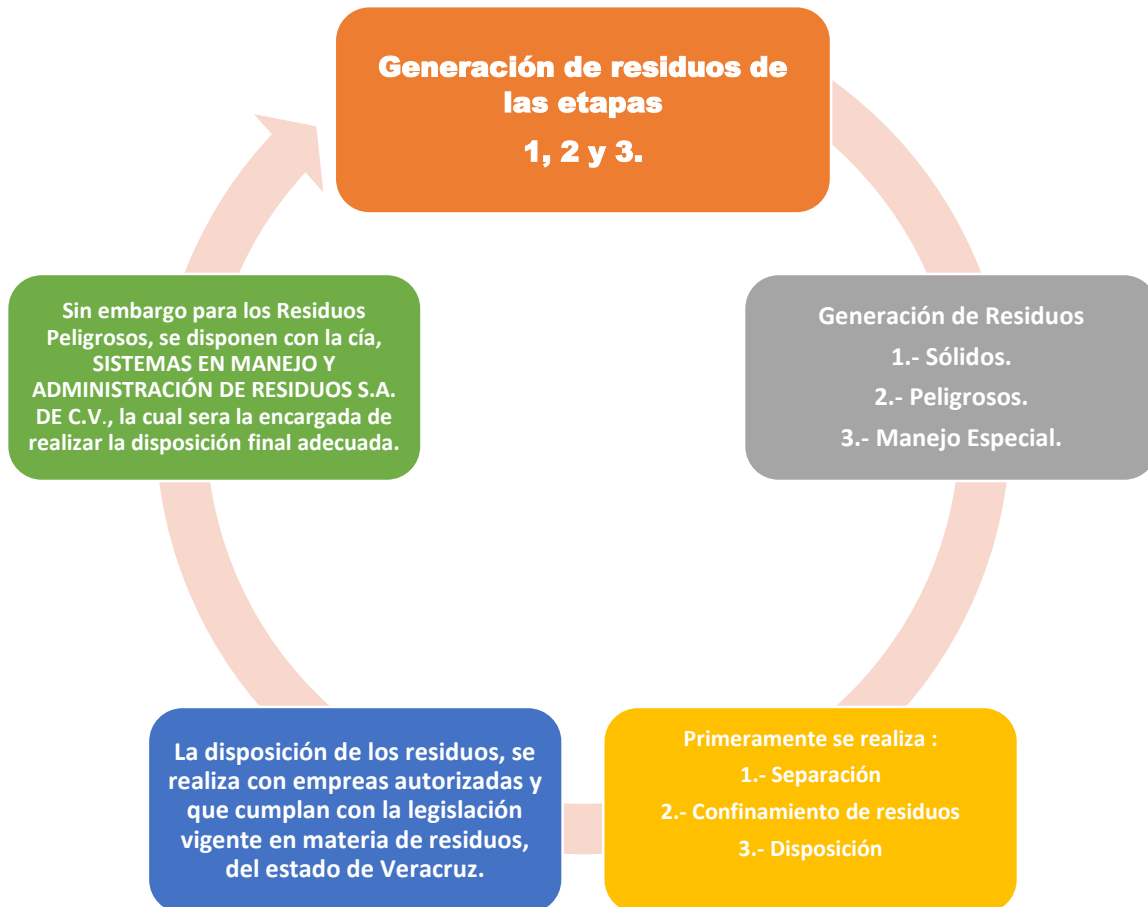 Generación de residuos de
las etapas
1, 2 y 3.
Generación de Residuos
1.- Sólidos.
2.- Peligrosos.
3.- Manejo Especial.
Primeramente se realiza :
1.- Separación
2.- Confinamiento de residuos
3.- Disposición
La disposición de los residuos, se
realiza con empreas autorizadas y
que cumplan con la legislación
vigente en materia de residuos,
del estado de Veracruz.
Sin embargo para los Residuos
Peligrosos, se disponen con la cía,
SISTEMAS EN MANEJO Y
ADMINISTRACIÓN DE RESIDUOS S.A.
DE C.V., la cual sera la encargada de
realizar la disposición final adecuada.